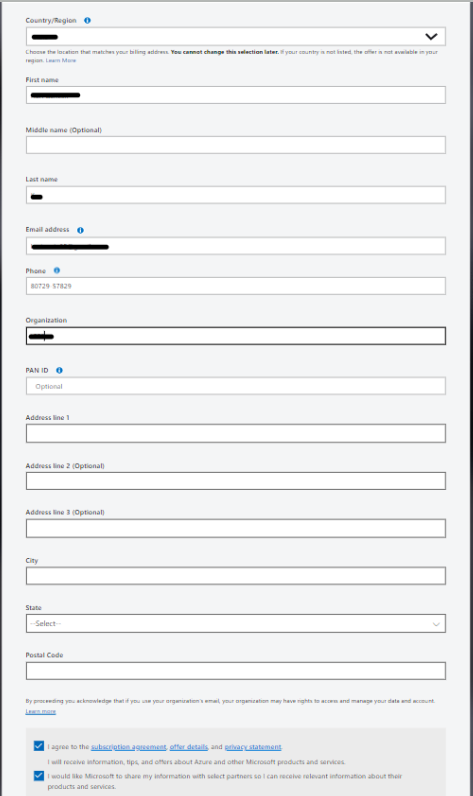 Country/Region
Choose the location that matches your billing address. You cannot change this selection later. If your country is not listed, the offer is not available in your
region. Learn More
First name
Middle name (Optional)
Last name
Email address
Phone
80729 57829
Organization
PAN ID
Optional
Address line 1
Address line 2 (Optional)
Address line 3 (Optional)
City
State
--Select--
Postal Code
By proceeding you acknowledge that if you use your organization's email, your organization may have rights to access and manage your data and account.
Learn more
I agree to the subscription agreement, offer details, and privacy statement.
I will receive information, tips, and offers about Azure and other Microsoft products and services.
I would like Microsoft to share my information with select partners so I can receive relevant information about their
products and services.